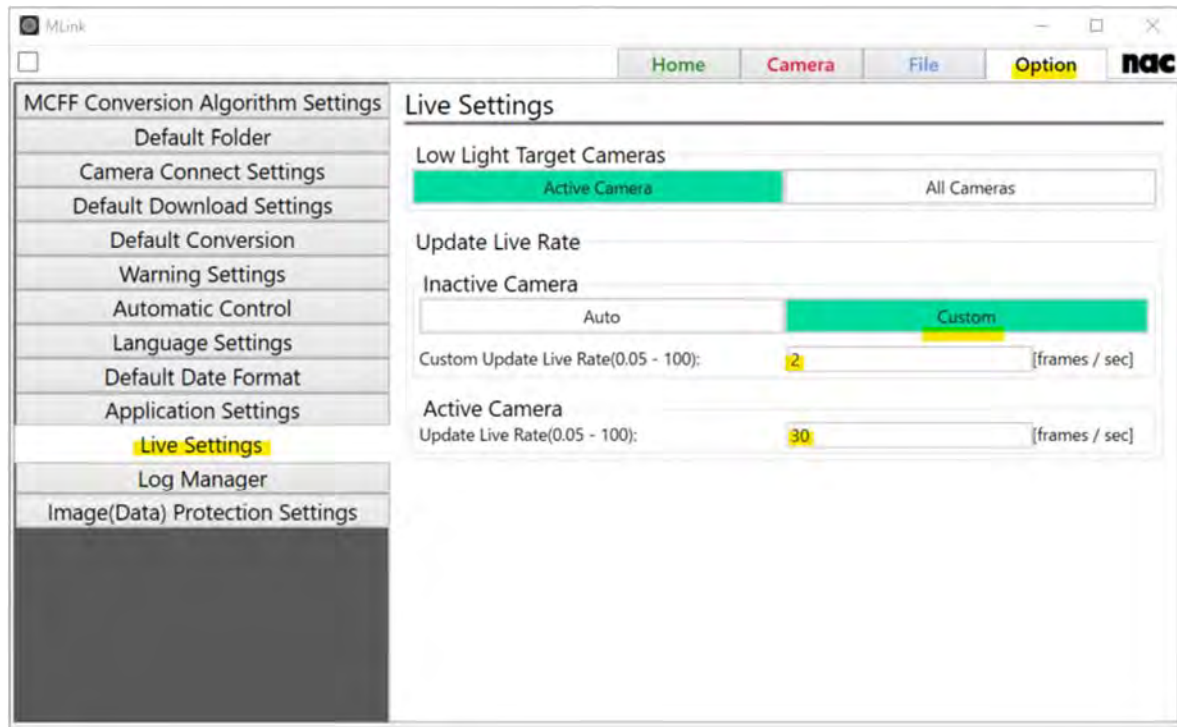 MLink
Home Camera File Option nac
MCFF Conversion Algorithm Settings
Default Folder
Camera Connect Settings
Default Download Settings
Default Conversion
Warning Settings
Automatic Control
Language Settings
Default Date Format
Application Settings
Live Settings
Log Manager
Image(Data) Protection Settings
Live Settings
Low Light Target Cameras
Active Camera All Cameras
Update Live Rate
Inactive Camera
Auto Custom
Custom Update Live Rate(0.05 - 100): 2 [frames / sec]
Active Camera
Update Live Rate(0.05 - 100): 30 [frames / sec]